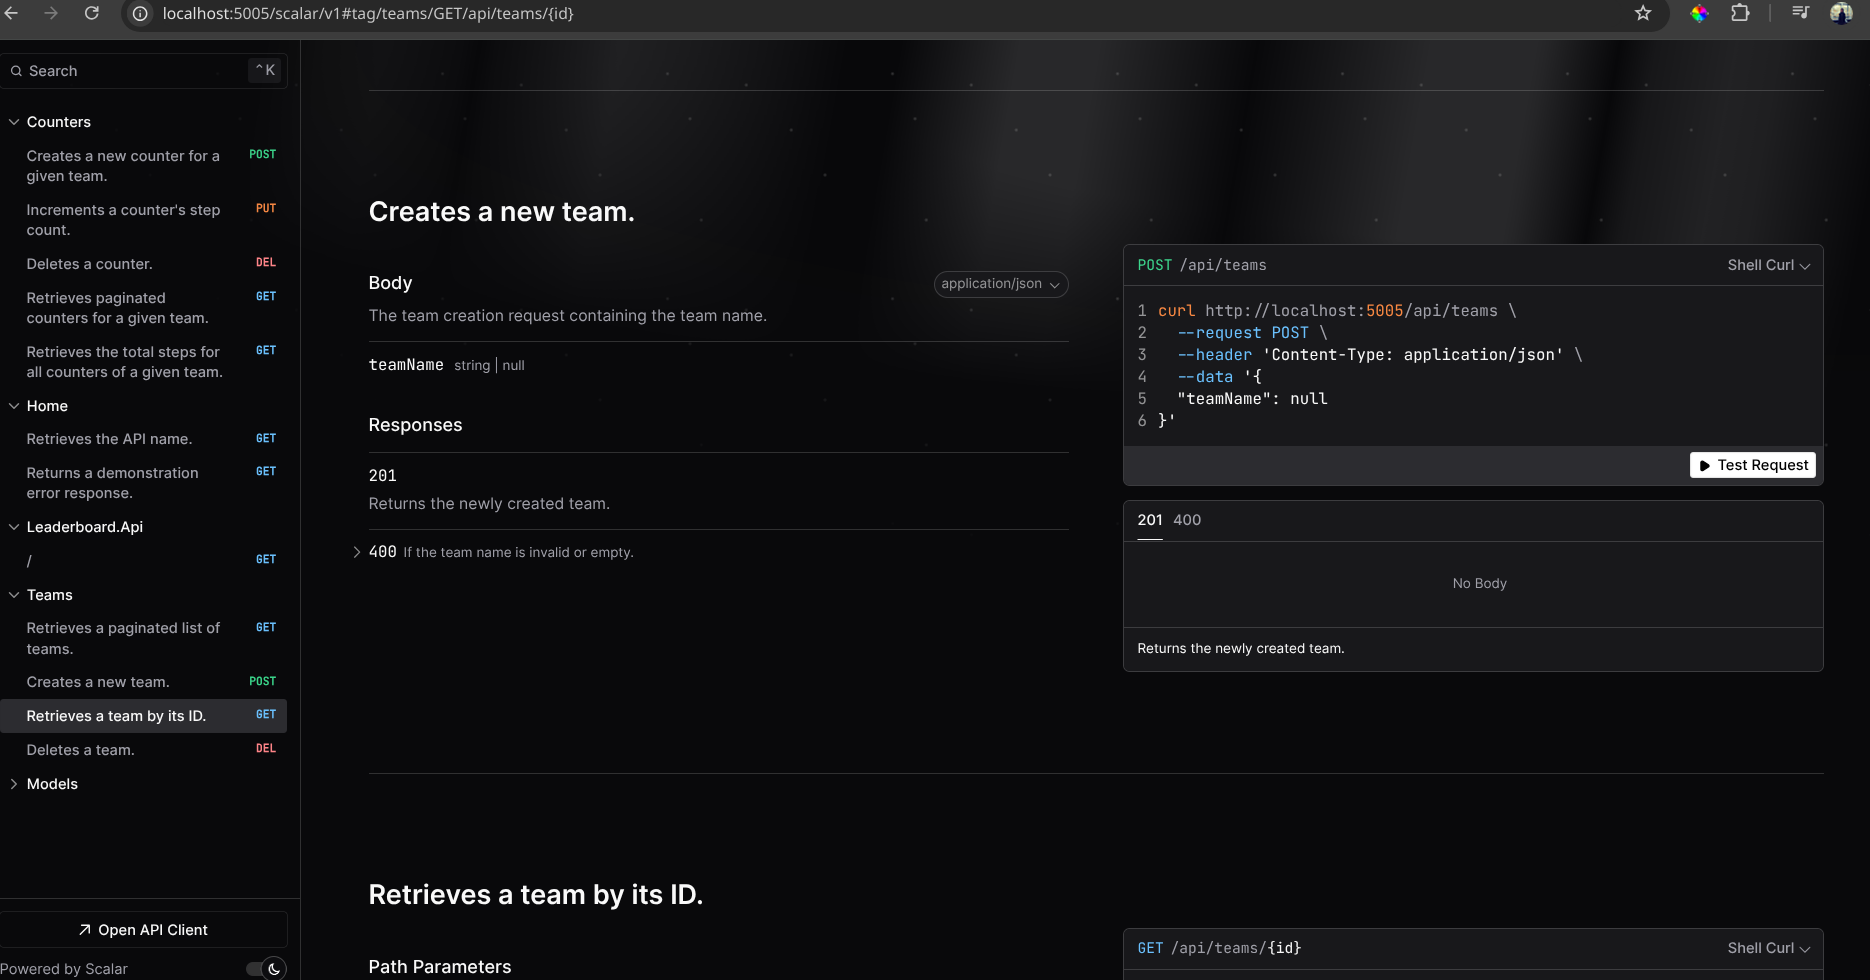 localhost:5005/scalar/v1#tag/teams/GET/api/teams/{id}
Search
^K
Counters
Creates a new counter for a given team.
POST
Increments a counter's step count.
PUT
Deletes a counter.
DEL
Retrieves paginated counters for a given team.
GET
Retrieves the total steps for all counters of a given team.
GET
Home
Retrieves the API name.
GET
Returns a demonstration error response.
GET
Leaderboard.Api
/
GET
Teams
Retrieves a paginated list of teams.
GET
Creates a new team.
POST
Retrieves a team by its ID.
GET
Deletes a team.
DEL
Models
Open API Client
Powered by Scalar
Creates a new team.
Body
application/json
The team creation request containing the team name.
teamName string | null
Responses
201
Returns the newly created team.
400 If the team name is invalid or empty.
POST /api/teams
Shell Curl
1 curl http://localhost:5005/api/teams \
2 --request POST \
3 --header 'Content-Type: application/json' \
4 --data '{
5 "teamName": null
6 }'
Test Request
201 400
No Body
Returns the newly created team.
Retrieves a team by its ID.
Path Parameters
GET /api/teams/{id}
Shell Curl